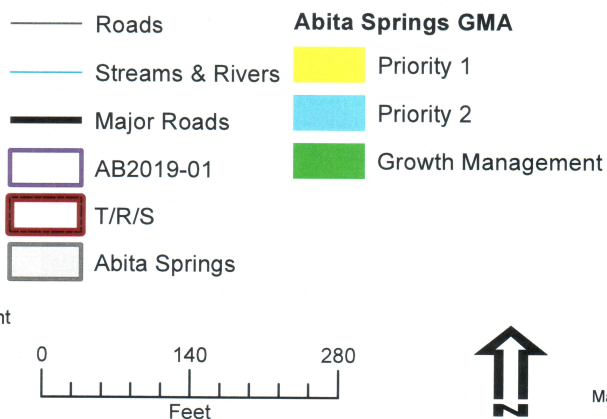 Roads
Streams & Rivers
Major Roads
AB2019-01
T/R/S
Abita Springs
Abita Springs GMA
Priority 1
Priority 2
Growth Management
0 140 280
Feet
N